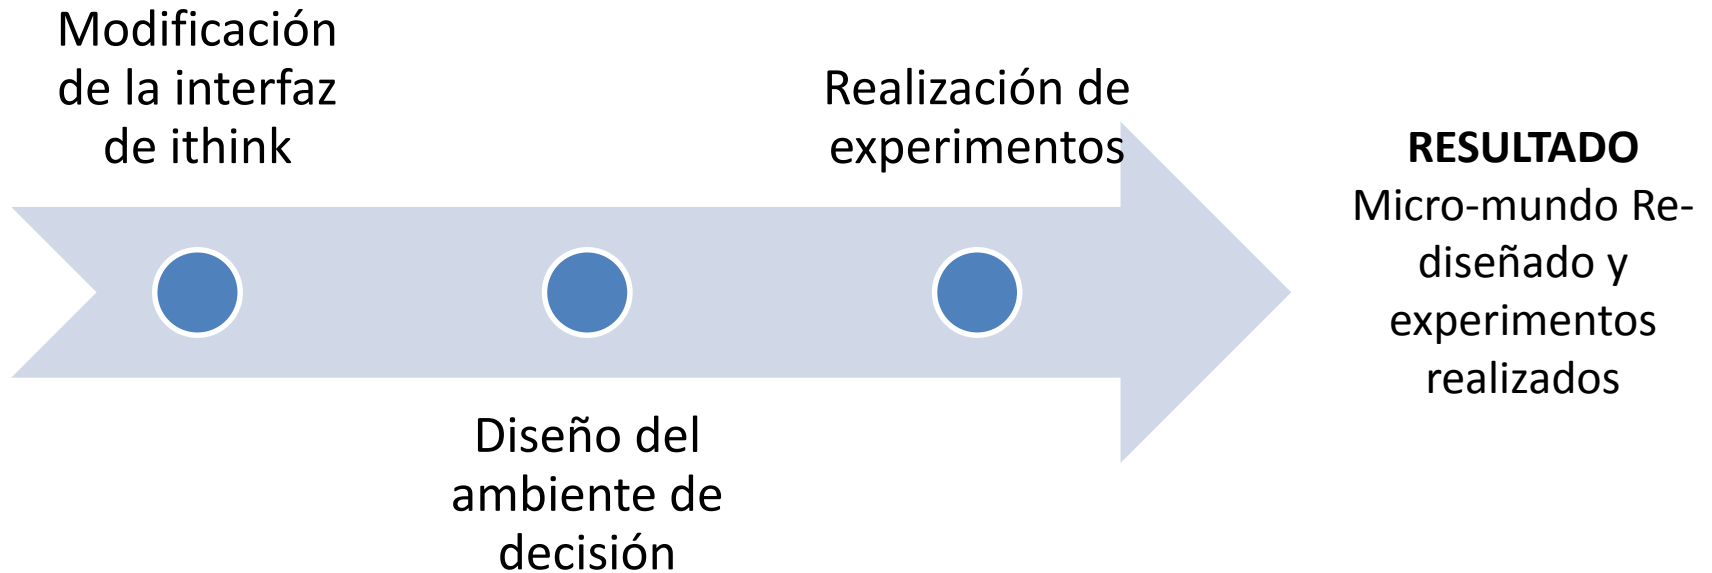 Modificación
de la interfaz
de ithink
Diseño del
ambiente de
decisión
Realización de
experimentos
RESULTADO
Micro-mundo Re-
diseñado y
experimentos
realizados